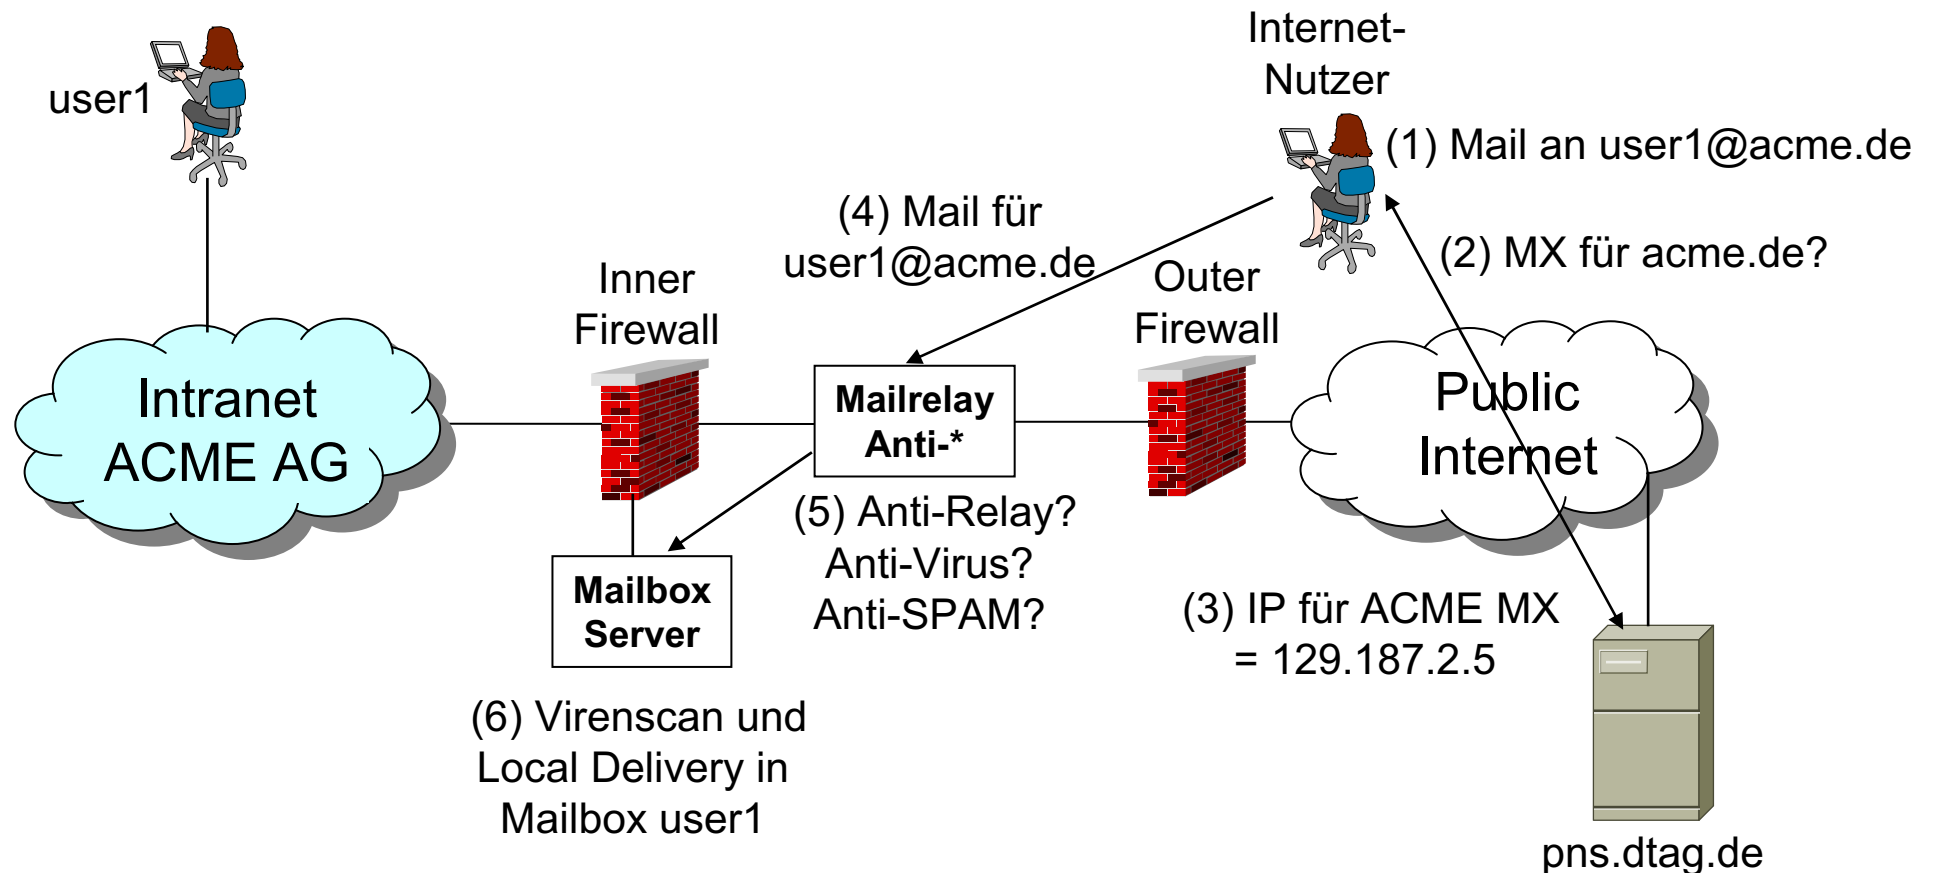 Internet-
Nutzer
user1
(1) Mail an user1@acme.de
(4) Mail für
user1@acme.de
(2) MX für acme.de?
Inner
Firewall
Outer
Firewall
Intranet
ACME AG
Mailrelay
Anti-*
Public
Internet
(5) Anti-Relay?
Anti-Virus?
Anti-SPAM?
Mailbox
Server
(3) IP für ACME MX
= 129.187.2.5
(6) Virenscan und
Local Delivery in
Mailbox user1
pns.dtag.de